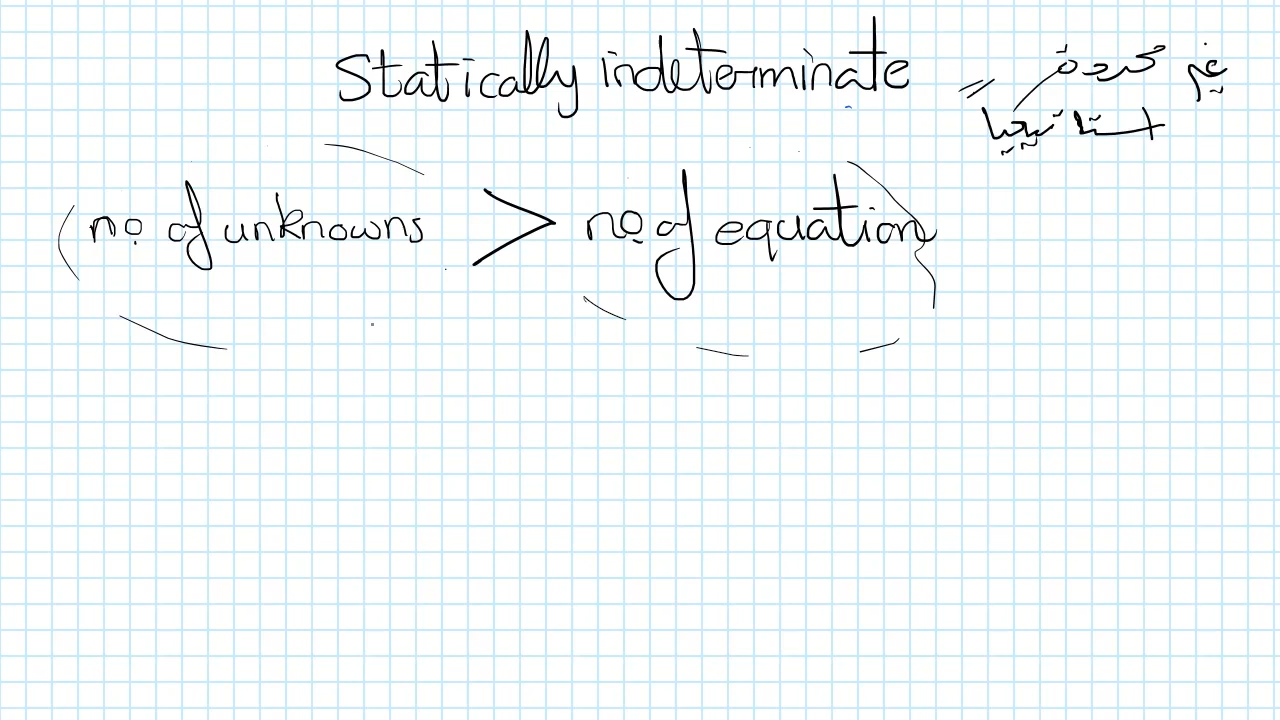 Statically indeterminate
غير محددة
استاتيكيا
no. of unknowns > no. of equation